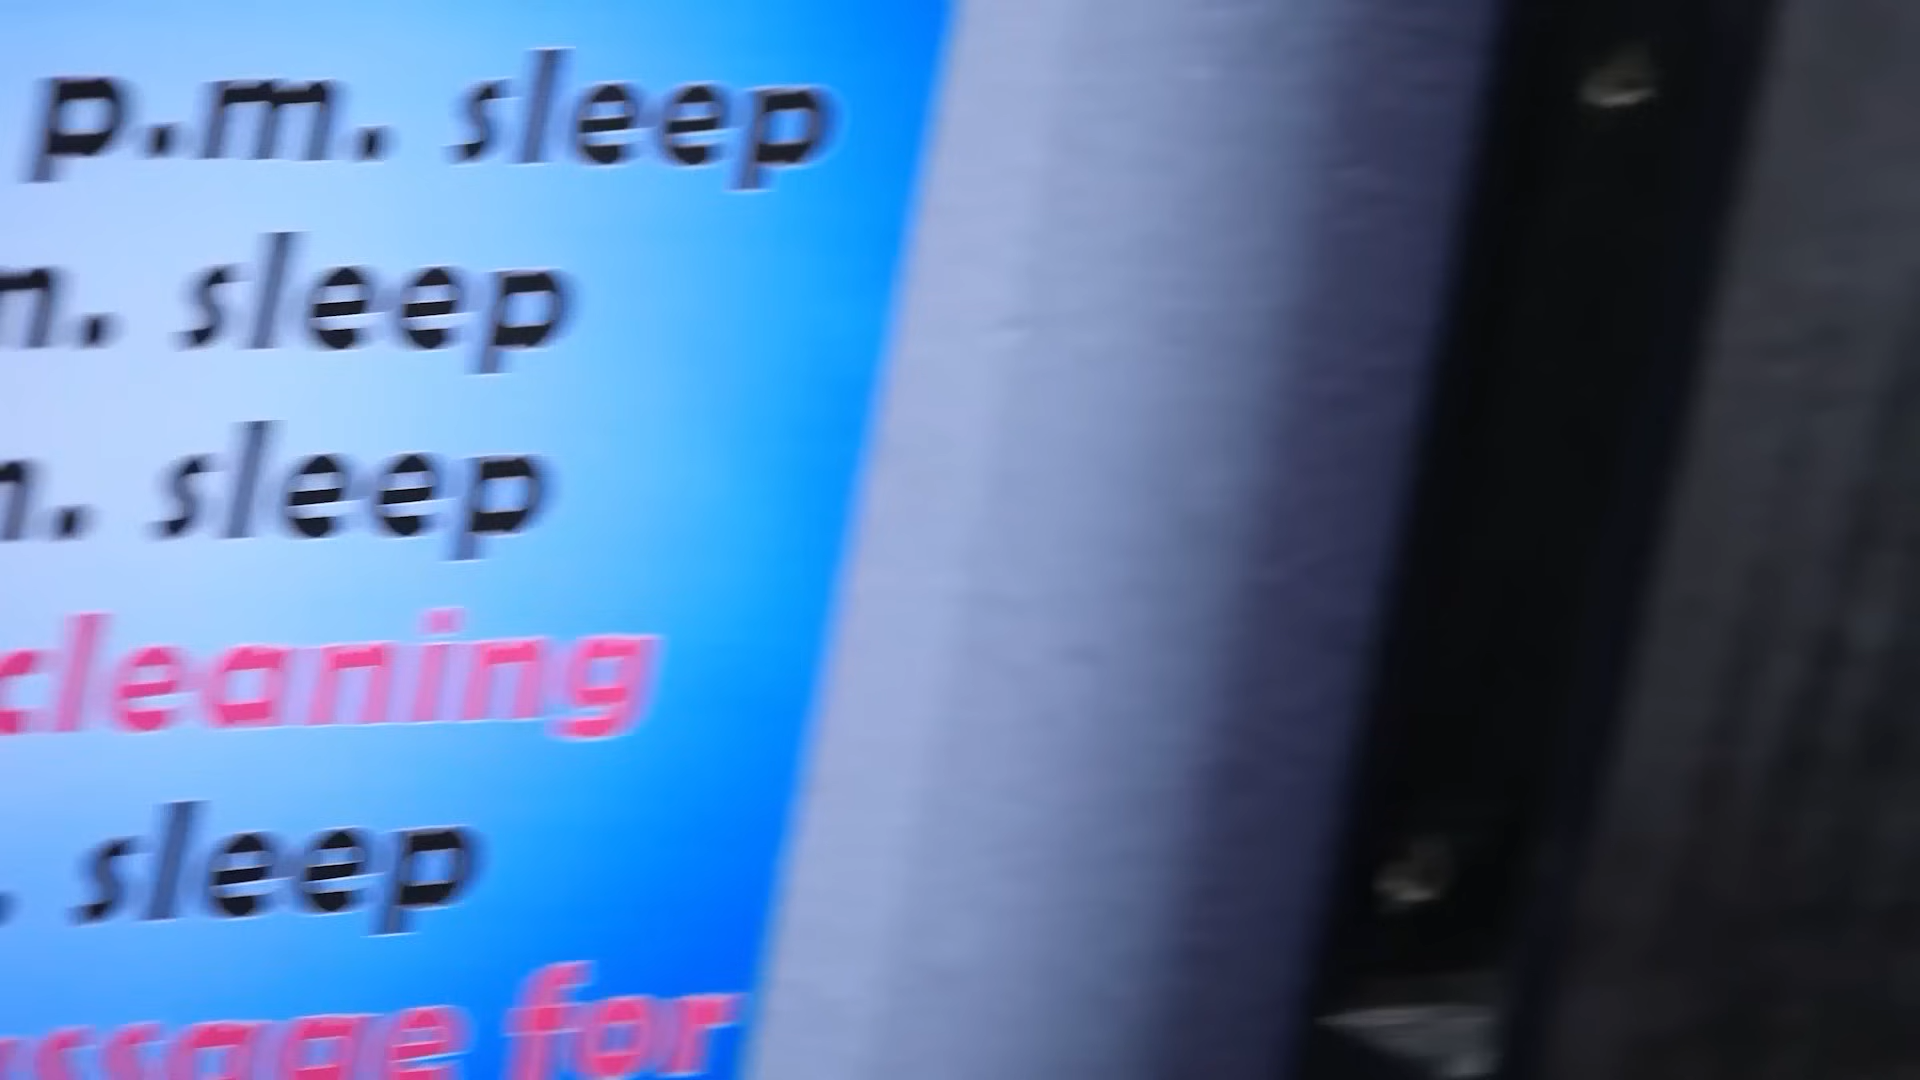 p.m. sleep
sleep
sleep
cleaning
sleep
for